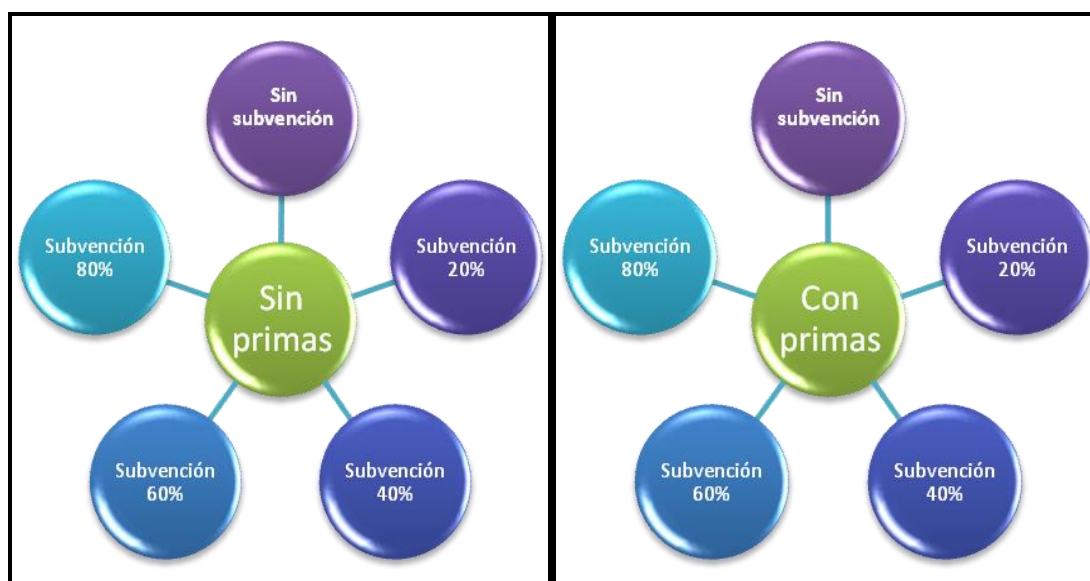 Sin
subvención
Subvención
80%
Subvención
20%
Sin
primas
Subvención
60%
Subvención
40%
Sin
subvención
Subvención
80%
Subvención
20%
Con
primas
Subvención
60%
Subvención
40%